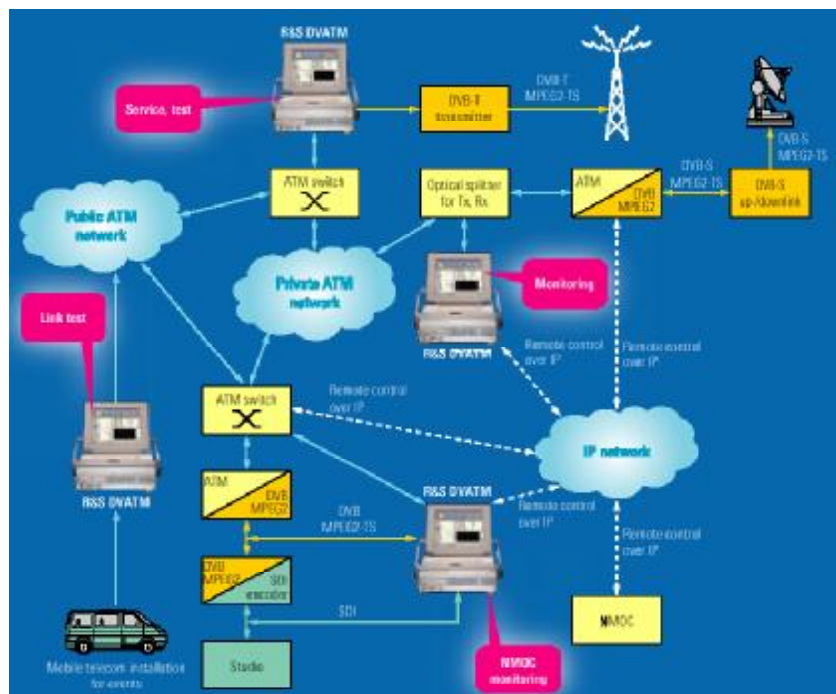 R&S DVATM
Service, test
DVB-T
transmitter
DVB-T
MPEG2-TS
DVB-S
MPEG2-TS
ATM switch
Optical splitter
for Tx, Rx
ATM
DVB
MPEG2
DVB-S
MPEG2-TS
DVB-S
up-/downlink
Public ATM
network
Private ATM
network
Monitoring
R&S DVATM
Link test
Remote control
over IP
Remote control
over IP
ATM switch
Remote control
over IP
IP network
R&S DVATM
ATM
DVB
MPEG2
DVB
MPEG2-TS
R&S DVATM
Remote control
over IP
Remote control
over IP
DVB
MPEG2
SDI
encoder
SDI
NMOC
Mobile telecom installation
for events
Studio
NMOC
monitoring